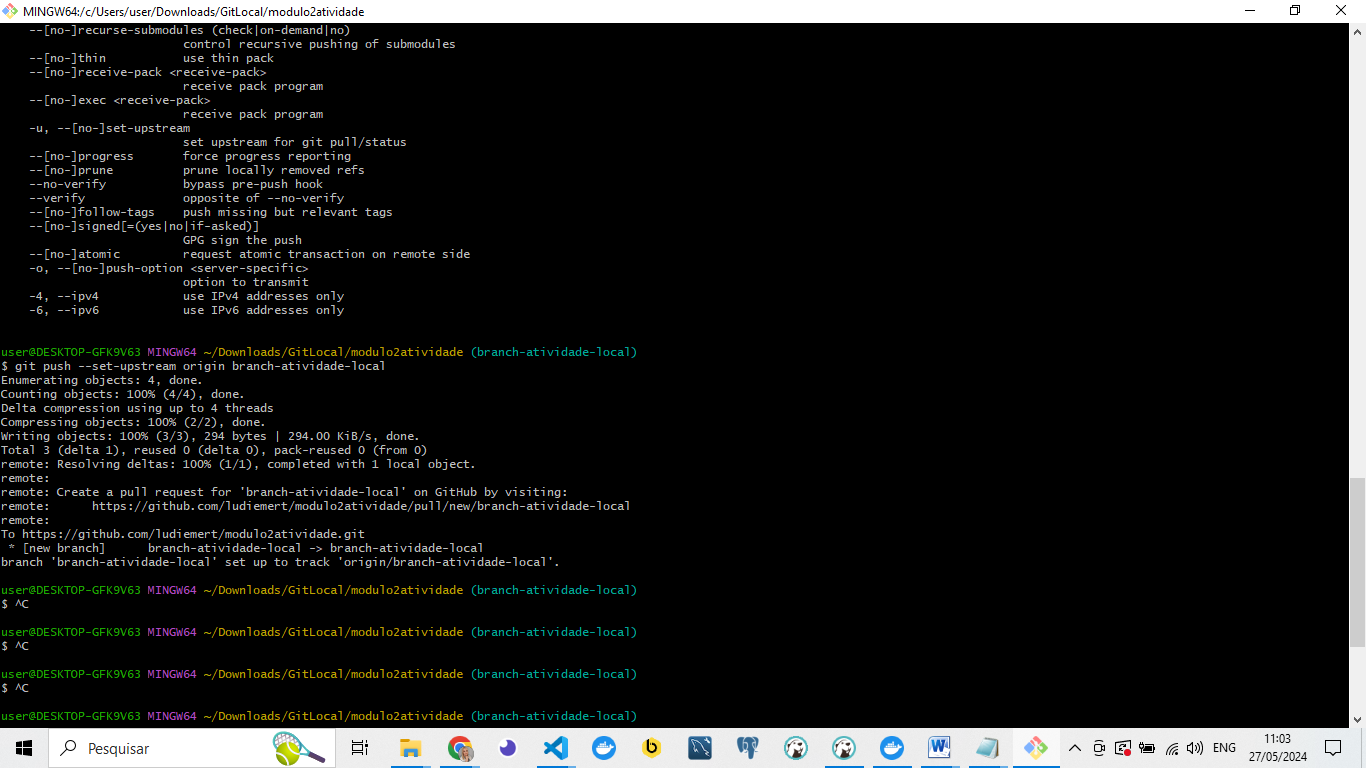 MINGW64:/c/Users/user/Downloads/GitLocal/modulo2atividade
    --[no-]recurse-submodules (check|on-demand|no)
                          control recursive pushing of submodules
    --[no-]thin           use thin pack
    --[no-]receive-pack <receive-pack>
                          receive pack program
    --[no-]exec <receive-pack>
                          receive pack program
    -u, --[no-]set-upstream
                          set upstream for git pull/status
    --[no-]progress       force progress reporting
    --[no-]prune          prune locally removed refs
    --no-verify           bypass pre-push hook
    --verify              opposite of --no-verify
    --[no-]follow-tags    push missing but relevant tags
    --[no-]signed[=(yes|no|if-asked)]
                          GPG sign the push
    --[no-]atomic         request atomic transaction on remote side
    -o, --[no-]push-option <server-specific>
                          option to transmit
    -4, --ipv4            use IPv4 addresses only
    -6, --ipv6            use IPv6 addresses only
user@DESKTOP-GFK9V63 MINGW64 ~/Downloads/GitLocal/modulo2atividade (branch-atividade-local)
$ git push --set-upstream origin branch-atividade-local
Enumerating objects: 4, done.
Counting objects: 100% (4/4), done.
Delta compression using up to 4 threads
Compressing objects: 100% (2/2), done.
Writing objects: 100% (3/3), 294 bytes | 294.00 KiB/s, done.
Total 3 (delta 1), reused 0 (delta 0), pack-reused 0 (from 0)
remote: Resolving deltas: 100% (1/1), completed with 1 local object.
remote:
remote: Create a pull request for 'branch-atividade-local' on GitHub by visiting:
remote:      https://github.com/ludiemert/modulo2atividade/pull/new/branch-atividade-local
remote:
To https://github.com/ludiemert/modulo2atividade.git
 * [new branch]      branch-atividade-local -> branch-atividade-local
branch 'branch-atividade-local' set up to track 'origin/branch-atividade-local'.
user@DESKTOP-GFK9V63 MINGW64 ~/Downloads/GitLocal/modulo2atividade (branch-atividade-local)
$ ^C
user@DESKTOP-GFK9V63 MINGW64 ~/Downloads/GitLocal/modulo2atividade (branch-atividade-local)
$ ^C
user@DESKTOP-GFK9V63 MINGW64 ~/Downloads/GitLocal/modulo2atividade (branch-atividade-local)
$ ^C
user@DESKTOP-GFK9V63 MINGW64 ~/Downloads/GitLocal/modulo2atividade (branch-atividade-local)
Pesquisar
ENG
11:03
27/05/2024